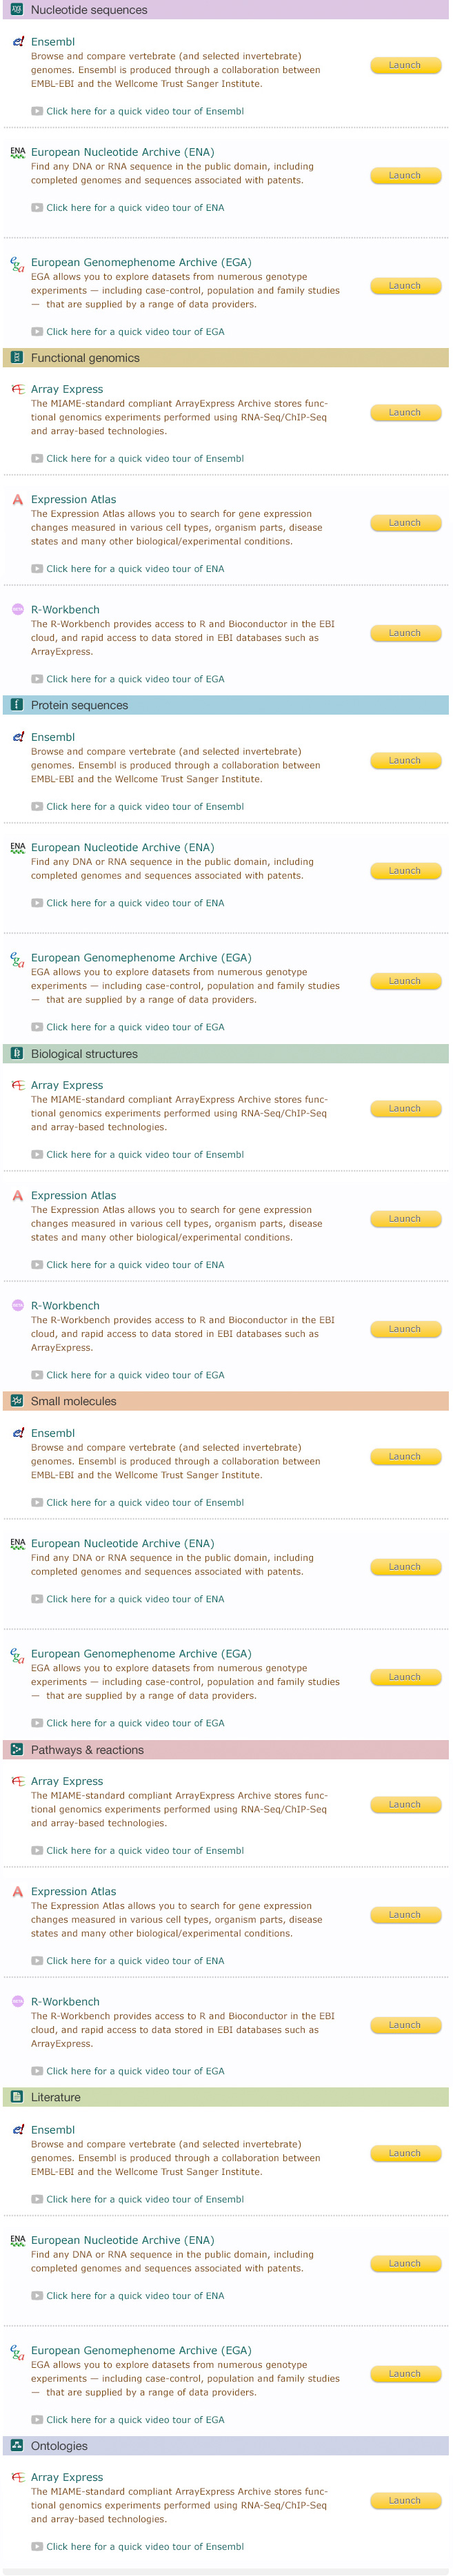 Nucleotide sequences
Ensembl
Browse and compare vertebrate (and selected invertebrate)
genomes. Ensembl is produced through a collaboration between
EMBL-EBI and the Wellcome Trust Sanger Institute.
Launch
Click here for a quick video tour of Ensembl
ENA
European Nucleotide Archive (ENA)
Find any DNA or RNA sequence in the public domain, including
completed genomes and sequences associated with patents.
Launch
Click here for a quick video tour of ENA
ega
European Genomephenome Archive (EGA)
EGA allows you to explore datasets from numerous genotype
experiments — including case-control, population and family studies
— that are supplied by a range of data providers.
Launch
Click here for a quick video tour of EGA
Functional genomics
Array Express
The MIAME-standard compliant ArrayExpress Archive stores func-
tional genomics experiments performed using RNA-Seq/ChIP-Seq
and array-based technologies.
Launch
Click here for a quick video tour of Ensembl
Expression Atlas
The Expression Atlas allows you to search for gene expression
changes measured in various cell types, organism parts, disease
states and many other biological/experimental conditions.
Launch
Click here for a quick video tour of ENA
R-Workbench
The R-Workbench provides access to R and Bioconductor in the EBI
cloud, and rapid access to data stored in EBI databases such as
ArrayExpress.
Launch
Click here for a quick video tour of EGA
Protein sequences
Ensembl
Browse and compare vertebrate (and selected invertebrate)
genomes. Ensembl is produced through a collaboration between
EMBL-EBI and the Wellcome Trust Sanger Institute.
Launch
Click here for a quick video tour of Ensembl
ENA
European Nucleotide Archive (ENA)
Find any DNA or RNA sequence in the public domain, including
completed genomes and sequences associated with patents.
Launch
Click here for a quick video tour of ENA
ega
European Genomephenome Archive (EGA)
EGA allows you to explore datasets from numerous genotype
experiments — including case-control, population and family studies
— that are supplied by a range of data providers.
Launch
Click here for a quick video tour of EGA
Biological structures
Array Express
The MIAME-standard compliant ArrayExpress Archive stores func-
tional genomics experiments performed using RNA-Seq/ChIP-Seq
and array-based technologies.
Launch
Click here for a quick video tour of Ensembl
Expression Atlas
The Expression Atlas allows you to search for gene expression
changes measured in various cell types, organism parts, disease
states and many other biological/experimental conditions.
Launch
Click here for a quick video tour of ENA
R-Workbench
The R-Workbench provides access to R and Bioconductor in the EBI
cloud, and rapid access to data stored in EBI databases such as
ArrayExpress.
Launch
Click here for a quick video tour of EGA
Small molecules
Ensembl
Browse and compare vertebrate (and selected invertebrate)
genomes. Ensembl is produced through a collaboration between
EMBL-EBI and the Wellcome Trust Sanger Institute.
Launch
Click here for a quick video tour of Ensembl
ENA
European Nucleotide Archive (ENA)
Find any DNA or RNA sequence in the public domain, including
completed genomes and sequences associated with patents.
Launch
Click here for a quick video tour of ENA
ega
European Genomephenome Archive (EGA)
EGA allows you to explore datasets from numerous genotype
experiments — including case-control, population and family studies
— that are supplied by a range of data providers.
Launch
Click here for a quick video tour of EGA
Pathways & reactions
Array Express
The MIAME-standard compliant ArrayExpress Archive stores func-
tional genomics experiments performed using RNA-Seq/ChIP-Seq
and array-based technologies.
Launch
Click here for a quick video tour of Ensembl
Expression Atlas
The Expression Atlas allows you to search for gene expression
changes measured in various cell types, organism parts, disease
states and many other biological/experimental conditions.
Launch
Click here for a quick video tour of ENA
R-Workbench
The R-Workbench provides access to R and Bioconductor in the EBI
cloud, and rapid access to data stored in EBI databases such as
ArrayExpress.
Launch
Click here for a quick video tour of EGA
Literature
Ensembl
Browse and compare vertebrate (and selected invertebrate)
genomes. Ensembl is produced through a collaboration between
EMBL-EBI and the Wellcome Trust Sanger Institute.
Launch
Click here for a quick video tour of Ensembl
ENA
European Nucleotide Archive (ENA)
Find any DNA or RNA sequence in the public domain, including
completed genomes and sequences associated with patents.
Launch
Click here for a quick video tour of ENA
ega
European Genomephenome Archive (EGA)
EGA allows you to explore datasets from numerous genotype
experiments — including case-control, population and family studies
— that are supplied by a range of data providers.
Launch
Click here for a quick video tour of EGA
Ontologies
Array Express
The MIAME-standard compliant ArrayExpress Archive stores func-
tional genomics experiments performed using RNA-Seq/ChIP-Seq
and array-based technologies.
Launch
Click here for a quick video tour of Ensembl